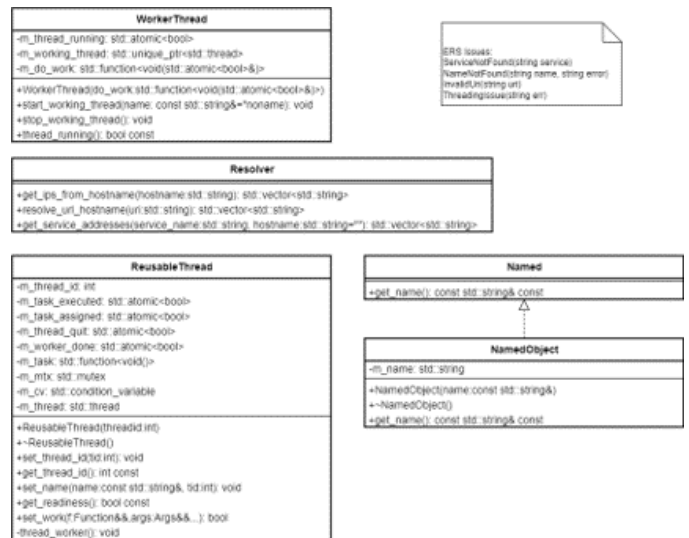 WorkerThread
-m_thread_running: std::atomic<bool>
-m_working_thread: std::unique_ptr<std::thread>
-m_do_work: std::function<void(std::atomic<bool>&)>
+WorkerThread(do_work:std::function<void(std::atomic<bool>&)>)
+start_working_thread(name: const std::string&="noname): void
+stop_working_thread(): void
+thread_running(): bool const
ERS Issues:
ServiceNotFound(string service)
NameNotFound(string name, string error)
InvalidUri(string uri)
ThreadingIssue(string err)
Resolver
+get_ips_from_hostname(hostname:std::string): std::vector<std::string>
+resolve_uri_hostname(uri:std::string): std::vector<std::string>
+get_service_addresses(service_name:std::string; hostname:std::string=""): std::vector<std::string>
ReusableThread
-m_thread_id: int
-m_task_executed: std::atomic<bool>
-m_task_assigned: std::atomic<bool>
-m_thread_quit: std::atomic<bool>
-m_worker_done: std::atomic<bool>
-m_task: std::function<void()>
-m_mtx: std::mutex
-m_cv: std::condition_variable
-m_thread: std::thread
+ReusableThread(threadid:int)
+~ReusableThread()
+set_thread_id(tid:int): void
+get_thread_id(): int const
+set_name(name:const std::string&, tid:int): void
+get_readiness(): bool const
+set_work(f:Function&&,args:Args&&...): bool
-thread_worker(): void
Named
+get_name(): const std::string& const
NamedObject
-m_name: std::string
+NamedObject(name:const std::string&)
+~NamedObject()
+get_name(): const std::string& const